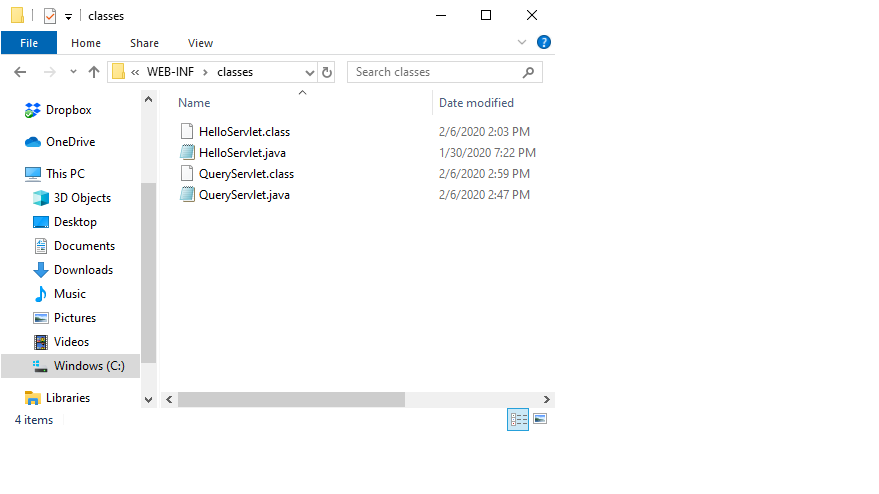 classes
File Home Share View
« WEB-INF > classes
Search classes
Dropbox
OneDrive
This PC
3D Objects
Desktop
Documents
Downloads
Music
Pictures
Videos
Windows (C:)
Libraries
Name Date modified
HelloServlet.class 2/6/2020 2:03 PM
HelloServlet.java 1/30/2020 7:22 PM
QueryServlet.class 2/6/2020 2:59 PM
QueryServlet.java 2/6/2020 2:47 PM
4 items